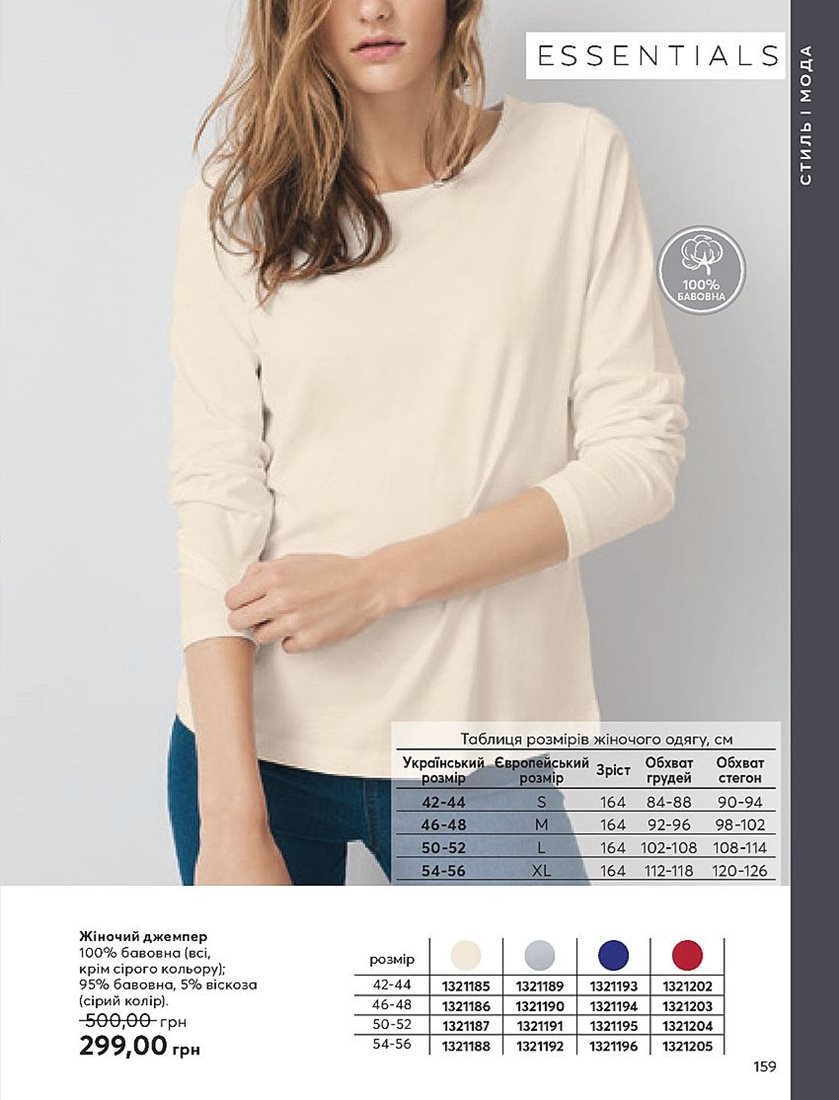 ESSENTIALS
СТИЛЬ І МОДА
100%
БАВОВНА
Таблиця розмірів жіночого одягу, см
Український розмір Європейський розмір Зріст Обхват грудей Обхват стегон
42-44 S 164 84-88 90-94
46-48 M 164 92-96 98-102
50-52 L 164 102-108 108-114
54-56 XL 164 112-118 120-126
Жіночий джемпер
100% бавовна (всі,
крім сірого кольору);
95% бавовна, 5% віскоза
(сірий колір).
500,00 грн
299,00 грн
розмір
42-44 1321185 1321189 1321193 1321202
46-48 1321186 1321190 1321194 1321203
50-52 1321187 1321191 1321195 1321204
54-56 1321188 1321192 1321196 1321205
159